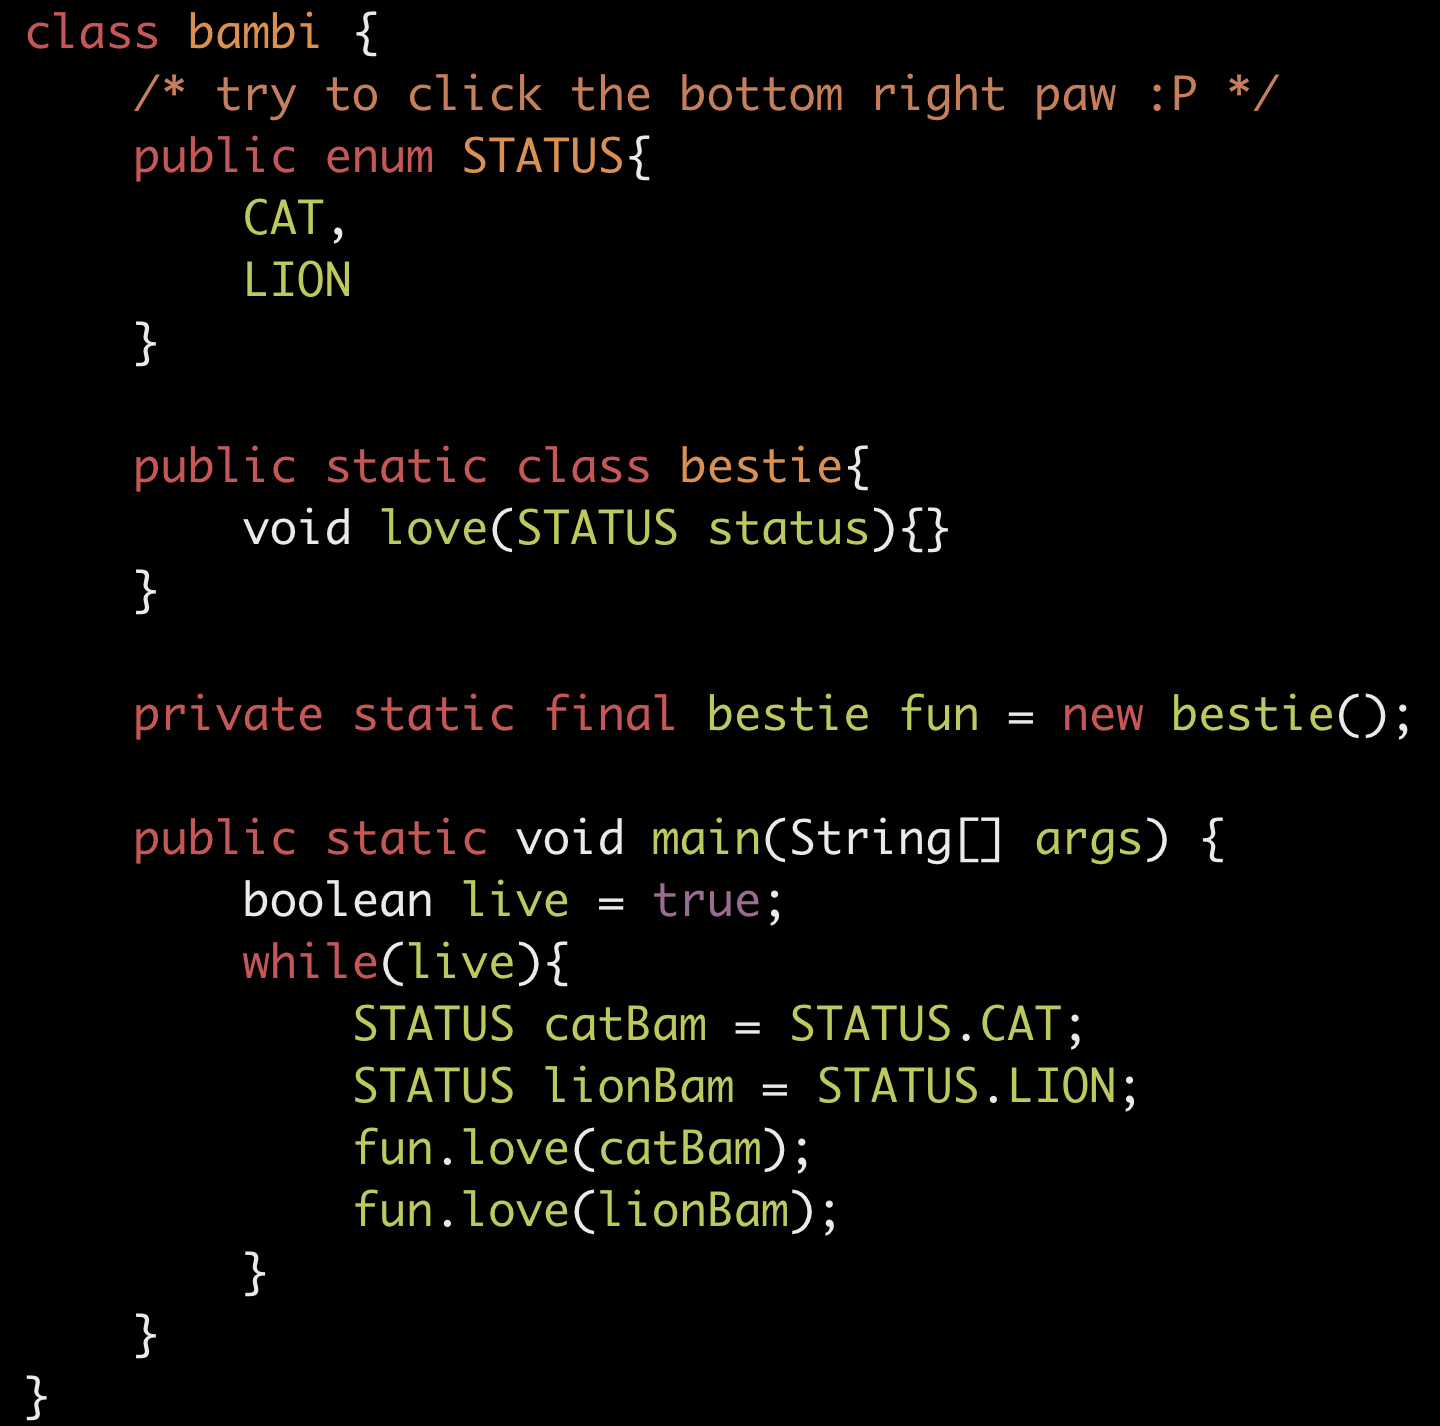 class bambi {
/* try to click the bottom right paw :P */
public enum STATUS{
CAT,
LION
}
public static class bestie{
void love(STATUS status){}
}
private static final bestie fun = new bestie();
public static void main(String[] args) {
boolean live = true;
while(live){
STATUS catBam = STATUS.CAT;
STATUS lionBam = STATUS.LION;
fun.love(catBam);
fun.love(lionBam);
}
}
}